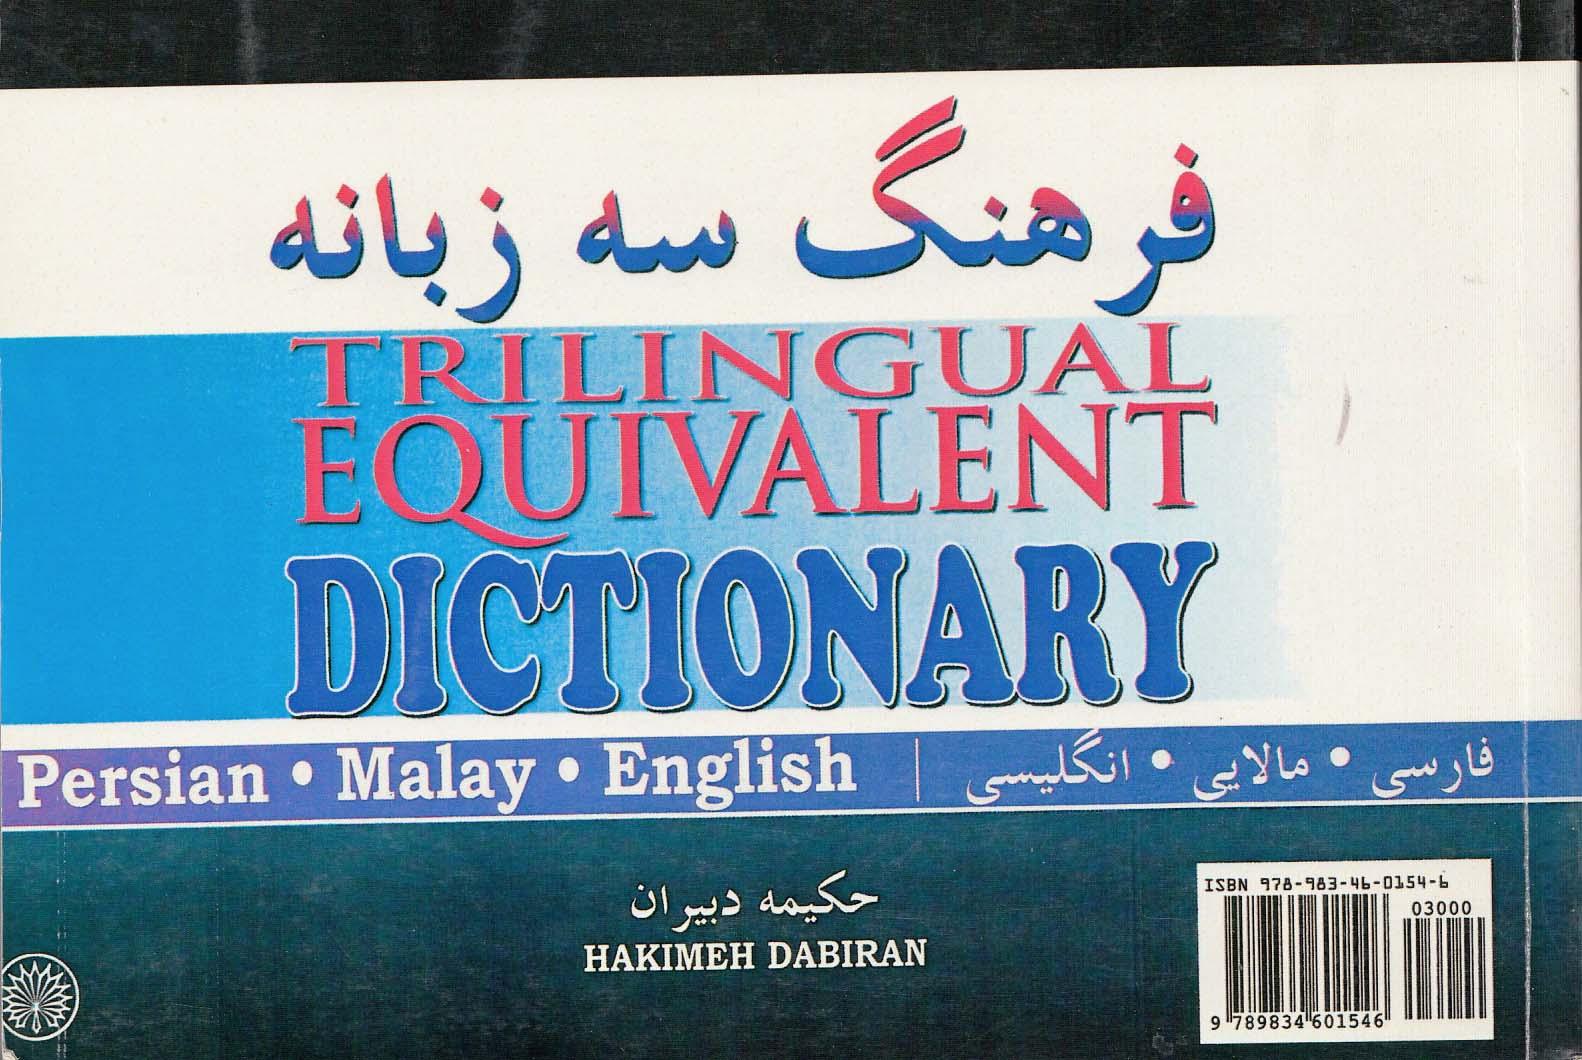 فرهنگ سه زبانه
TRILINGUAL
EQUIVALENT
DICTIONARY
Persian • Malay • English | فارسی • مالایی • انگلیسی
حکیمه دبیران
HAKIMEH DABIRAN
ISBN 978-983-46-0154-6
03000
9 789834 601546